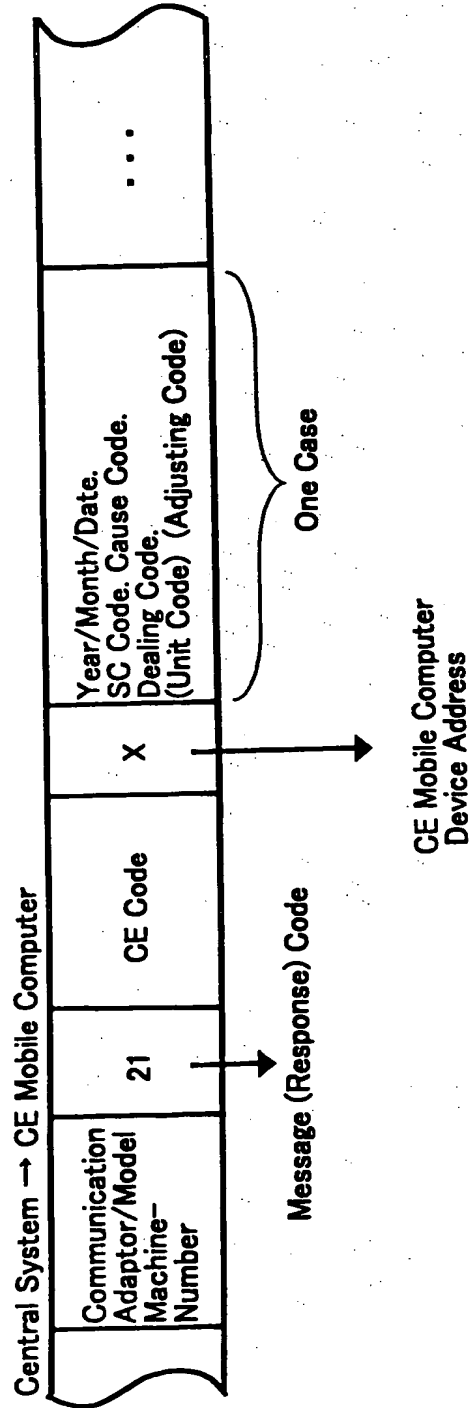 Central System → CE Mobile Computer
Communication
Adaptor/Model
Machine-
Number
21
CE Code
X
Year/Month/Date.
SC Code. Cause Code.
Dealing Code.
(Unit Code) (Adjusting Code)
...
Message (Response) Code
CE Mobile Computer
Device Address
One Case